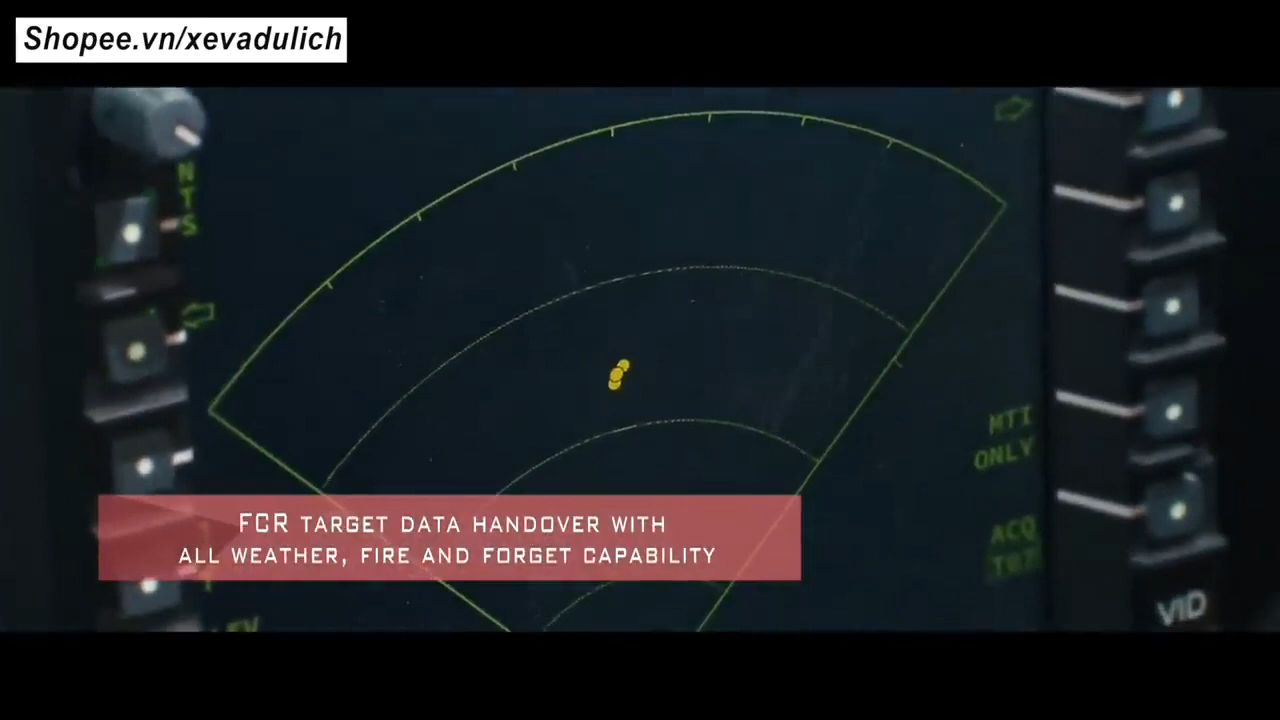 Shopee.vn/xevadulich
NTS
MTI
ONLY
ACQ
FCR TARGET DATA HANDOVER WITH
ALL WEATHER, FIRE AND FORGET CAPABILITY
VID